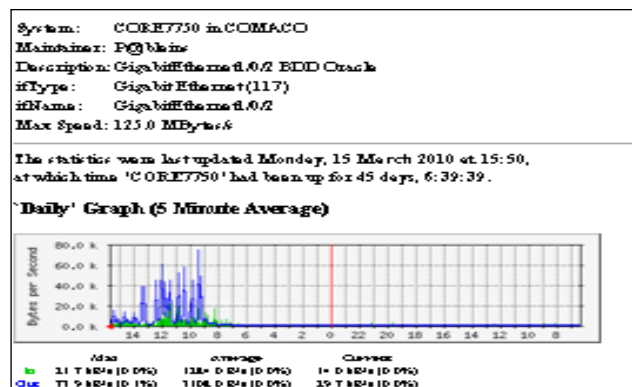 System: CORE7750 in COMACO
Maintainer:
Description: GigabitEthernet1/0/2 BDD Oracle
ifType: Gigabit Ethernet (117)
ifName: GigabitEthernet1/0/2
Max Speed: 125.0 MBytes/s
The statistics were last updated Monday, 15 March 2010 at 15:50,
at which time 'CORE7750' had been up for 45 days, 6:39:39.
`Daily' Graph (5 Minute Average)
Bytes per Second
80.0 k
60.0 k
40.0 k
20.0 k
0.0 k
14 12 10 8 6 4 2 0 22 20 18 16 14 12 10 8
Max Average Current
In
Out